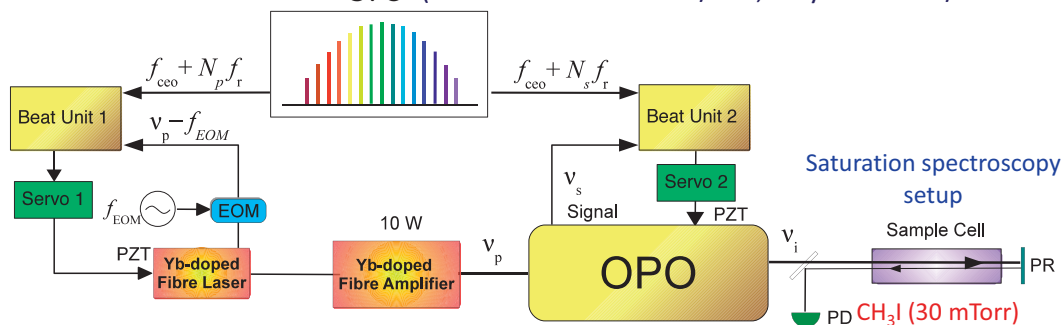 f_ceo + N_p f_r
f_ceo + N_s f_r
Beat Unit 1
Beat Unit 2
ν_p − f_EOM
Servo 1
Servo 2
f_EOM
EOM
ν_s
Signal
PZT
PZT
10 W
Yb-doped
Fibre Laser
Yb-doped
Fibre Amplifier
ν_p
OPO
ν_i
Saturation spectroscopy
setup
Sample Cell
PR
PD
CH₃I (30 mTorr)